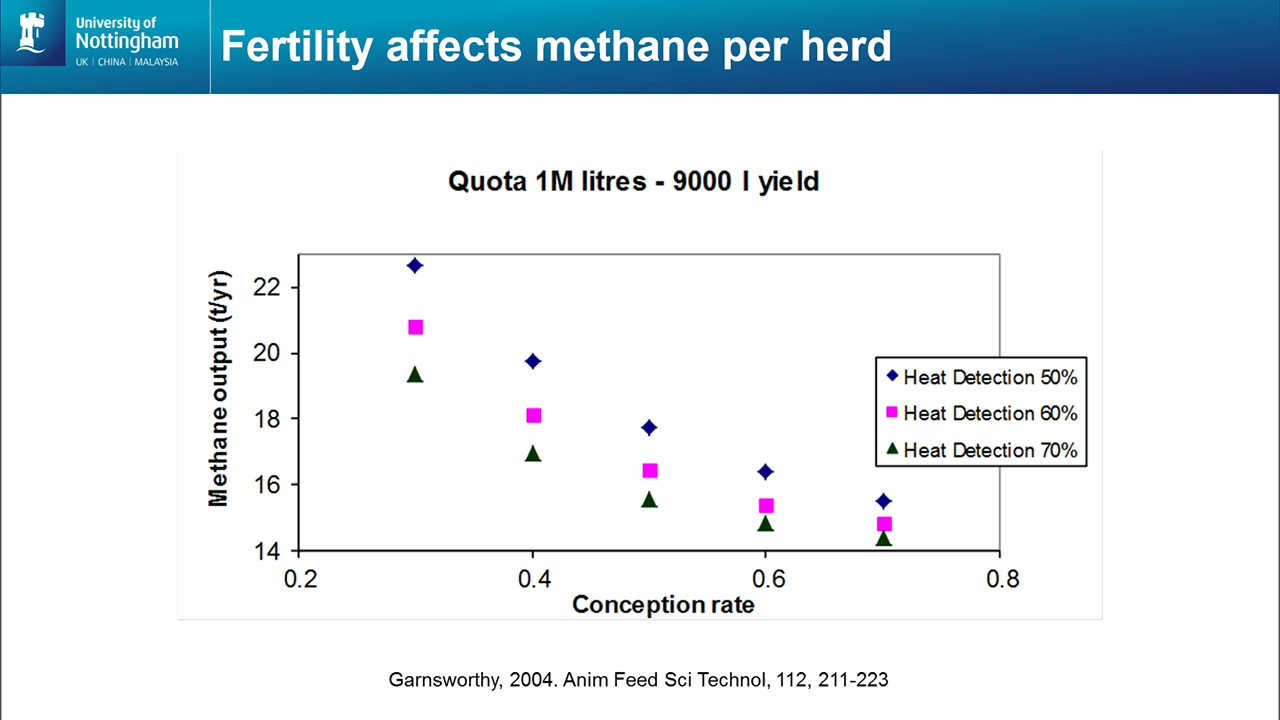 University of
Nottingham
UK | CHINA | MALAYSIA
Fertility affects methane per herd
Quota 1M litres - 9000 l yield
Methane output (t/yr)
22
20
18
16
14
0.2
0.4
0.6
0.8
Conception rate
Heat Detection 50%
Heat Detection 60%
Heat Detection 70%
Garnsworthy, 2004. Anim Feed Sci Technol, 112, 211-223